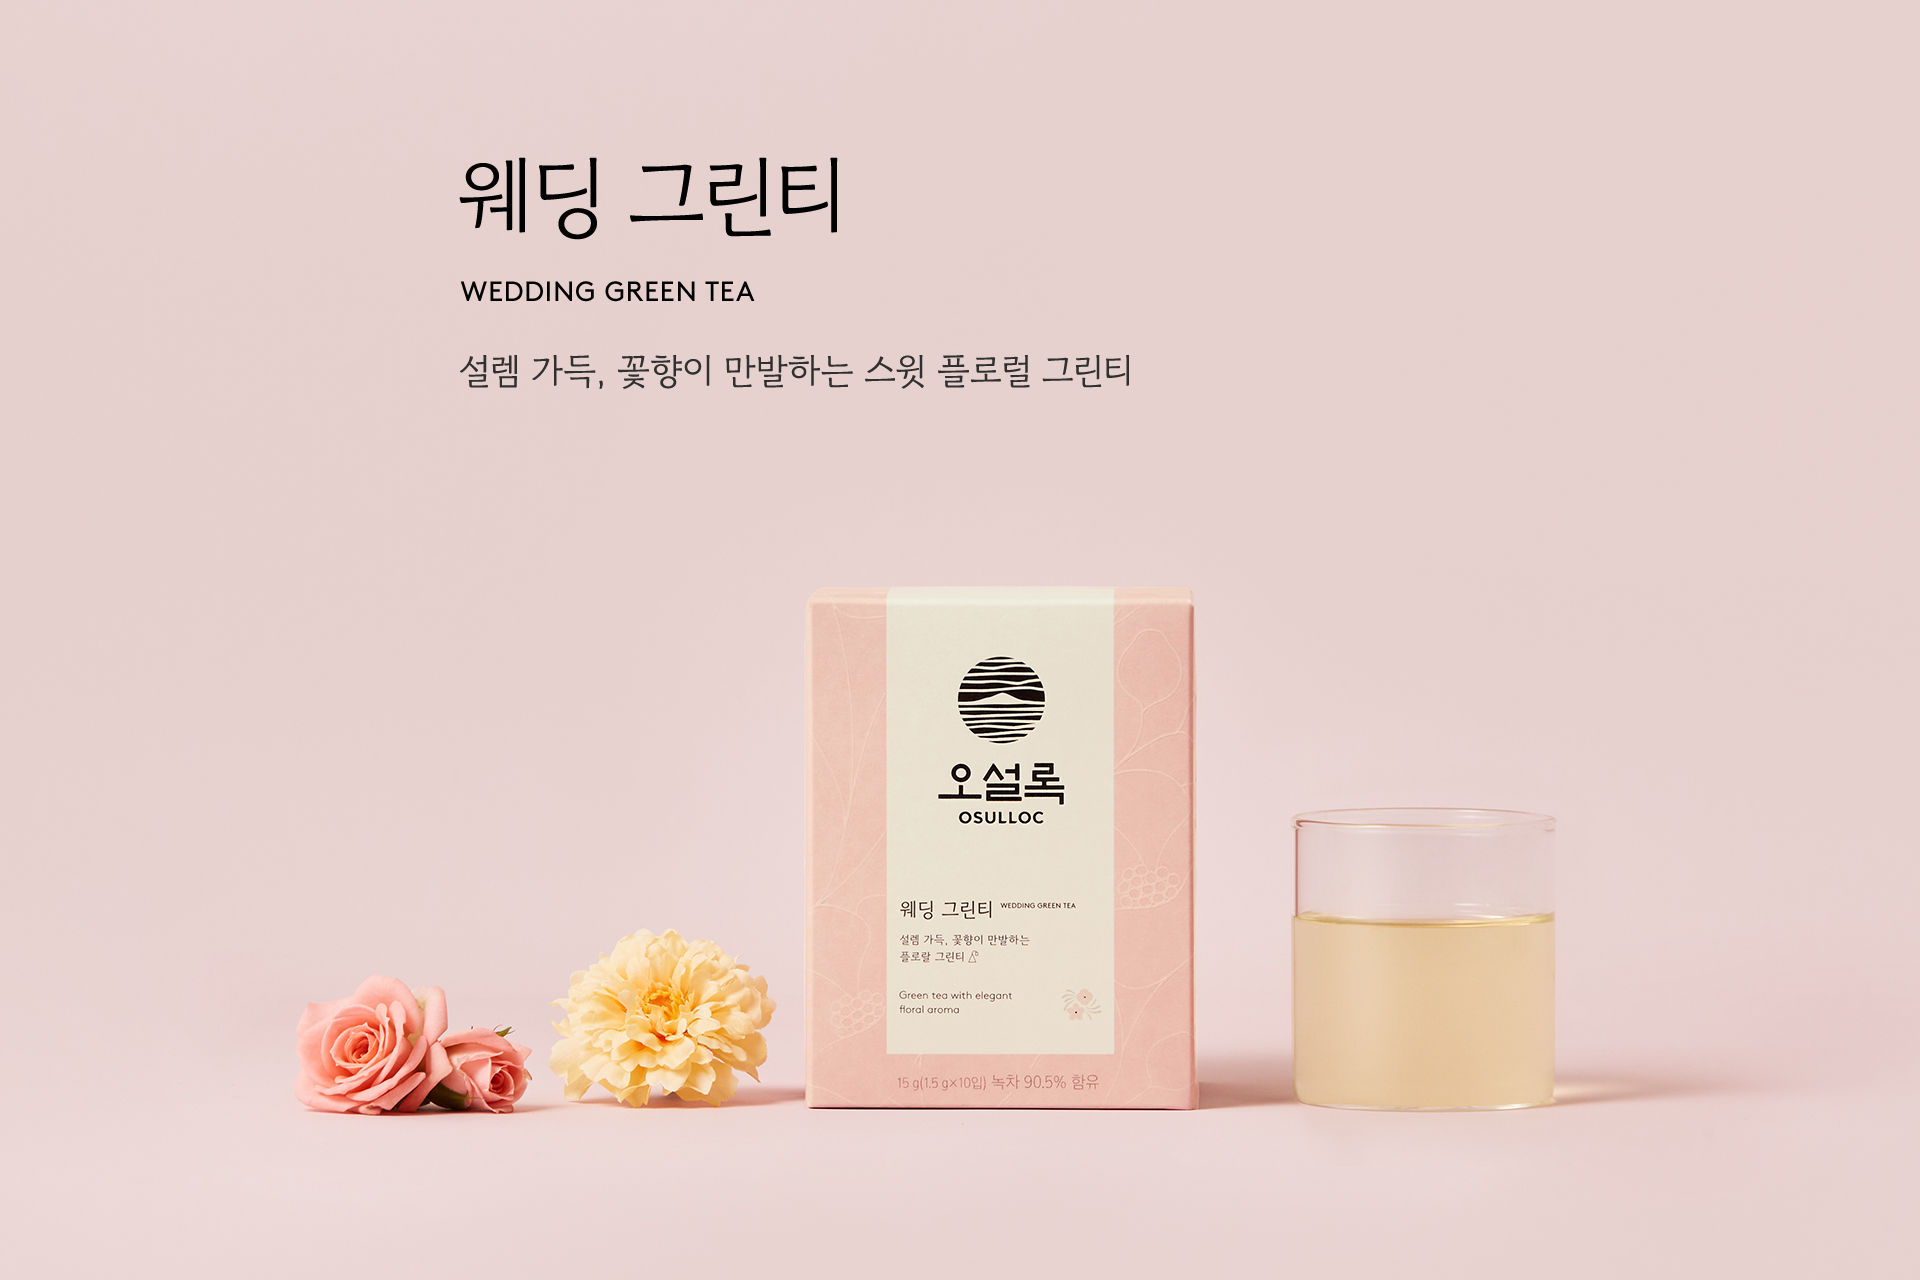 웨딩 그린티
WEDDING GREEN TEA
설렘 가득, 꽃향이 만발하는 스윗 플로럴 그린티
오설록
OSULLOC
웨딩 그린티 WEDDING GREEN TEA
설렘 가득, 꽃향이 만발하는
플로랄 그린티
Green tea with elegant
floral aroma
15 g(1.5 g×10입) 녹차 90.5% 함유